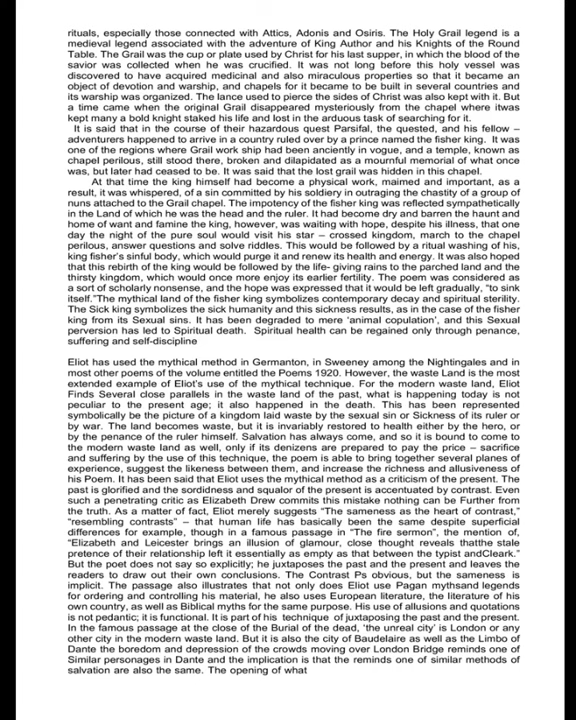 rituals, especially those connected with Attics, Adonis and Osiris. The Holy Grail legend is a
medieval legend associated with the adventure of King Author and his Knights of the Round
Table. The Grail was the cup or plate used by Christ for his last supper, in which the blood of the
savior was collected when he was crucified. It was not long before this holy vessel was
discovered to have acquired medicinal and also miraculous properties so that it became an
object of devotion and warship, and chapels for it became to be built in several countries and
its warship was organized. The lance used to pierce the sides of Christ was also kept with it. But
a time came when the original Grail disappeared mysteriously from the chapel where itwas
kept many a bold knight staked his life and lost in the arduous task of searching for it.
It is said that in the course of their hazardous quest Parsifal, the quested, and his fellow –
adventurers happened to arrive in a country ruled over by a prince named the fisher king. It was
one of the regions where Grail work ship had been anciently in vogue, and a temple, known as
chapel perilous, still stood there, broken and dilapidated as a mournful memorial of what once
was, but later had ceased to be. It was said that the lost grail was hidden in this chapel.
At that time the king himself had become a physical work, maimed and important, as a
result, it was whispered, of a sin committed by his soldiery in outraging the chastity of a group of
nuns attached to the Grail chapel. The impotency of the fisher king was reflected sympathetically
in the Land of which he was the head and the ruler. It had become dry and barren the haunt and
home of want and famine the king, however, was waiting with hope, despite his illness, that one
day the night of the pure soul would visit his star – crossed kingdom, march to the chapel
perilous, answer questions and solve riddles. This would be followed by a ritual washing of his,
king fisher's sinful body, which would purge it and renew its health and energy. It was also hoped
that this rebirth of the king would be followed by the life- giving rains to the parched land and the
thirsty kingdom, which would once more enjoy its earlier fertility. The poem was considered as
a sort of scholarly nonsense, and the hope was expressed that it would be left gradually, “to sink
itself.”The mythical land of the fisher king symbolizes contemporary decay and spiritual sterility.
The Sick king symbolizes the sick humanity and this sickness results, as in the case of the fisher
king from its Sexual sins. It has been degraded to mere ‘animal copulation’, and this Sexual
perversion has led to Spiritual death.  Spiritual health can be regained only through penance,
suffering and self-discipline
Eliot has used the mythical method in Germanton, in Sweeney among the Nightingales and in
most other poems of the volume entitled the Poems 1920. However, the waste Land is the most
extended example of Eliot's use of the mythical technique. For the modern waste land, Eliot
Finds Several close parallels in the waste land of the past, what is happening today is not
peculiar to the present age; it also happened in the death. This has been represented
symbolically be the picture of a kingdom laid waste by the sexual sin or Sickness of its ruler or
by war. The land becomes waste, but it is invariably restored to health either by the hero, or
by the penance of the ruler himself. Salvation has always come, and so it is bound to come to
the modern waste land as well, only if its denizens are prepared to pay the price – sacrifice
and suffering by the use of this technique, the poem is able to bring together several planes of
experience, suggest the likeness between them, and increase the richness and allusiveness of
his Poem. It has been said that Eliot uses the mythical method as a criticism of the present. The
past is glorified and the sordidness and squalor of the present is accentuated by contrast. Even
such a penetrating critic as Elizabeth Drew commits this mistake nothing can be Further from
the truth. As a matter of fact, Eliot merely suggests “The sameness as the heart of contrast,”
“resembling contrasts” – that human life has basically been the same despite superficial
differences for example, though in a famous passage in “The fire sermon”, the mention of,
“Elizabeth and Leicester brings an illusion of glamour, close thought reveals thatthe stale
pretence of their relationship left it essentially as empty as that between the typist andCleark.”
But the poet does not say so explicitly; he juxtaposes the past and the present and leaves the
readers to draw out their own conclusions. The Contrast Ps obvious, but the sameness is
implicit. The passage also illustrates that not only does Eliot use Pagan mythsand legends
for ordering and controlling his material, he also uses European literature, the literature of his
own country, as well as Biblical myths for the same purpose. His use of allusions and quotations
is not pedantic; it is functional. It is part of his  technique of juxtaposing the past and the present.
In the famous passage at the close of the Burial of the dead, ‘the unreal city’ is London or any
other city in the modern waste land. But it is also the city of Baudelaire as well as the Limbo of
Dante the boredom and depression of the crowds moving over London Bridge reminds one of
Similar personages in Dante and the implication is that the reminds one of similar methods of
salvation are also the same. The opening of what